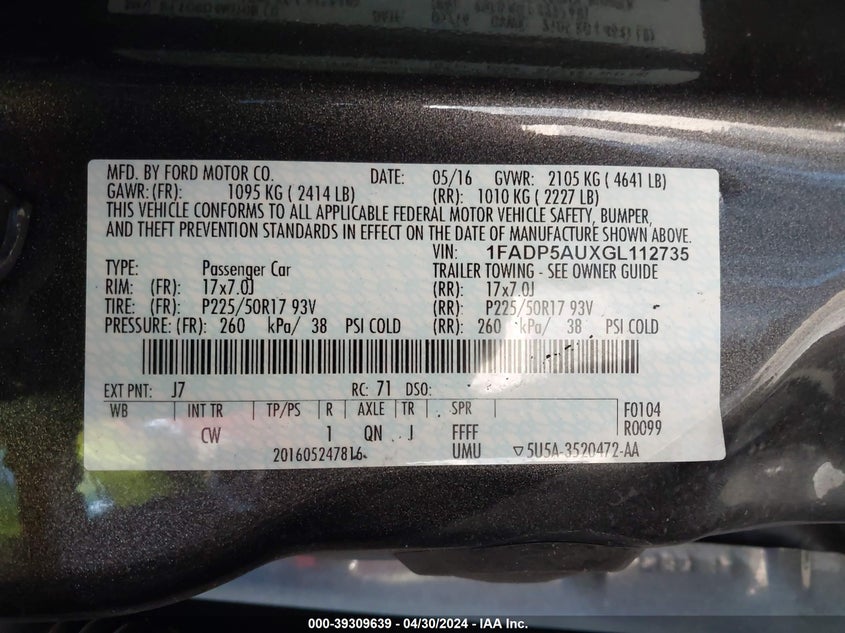 MFD. BY FORD MOTOR CO. DATE: 05/16 GVWR: 2105 KG ( 4641 LB)
GAWR:(FR): 1095 KG ( 2414 LB) (RR): 1010 KG ( 2227 LB)
THIS VEHICLE CONFORMS TO ALL APPLICABLE FEDERAL MOTOR VEHICLE SAFETY, BUMPER,
AND THEFT PREVENTION STANDARDS IN EFFECT ON THE DATE OF MANUFACTURE SHOWN ABOVE.
VIN: 1FADP5AUXGL112735
TYPE: Passenger Car TRAILER TOWING - SEE OWNER GUIDE
RIM: (FR): 17x7.0J (RR): 17x7.0J
TIRE: (FR): P225/50R17 93V (RR): P225/50R17 93V
PRESSURE: (FR): 260 kPa/ 38 PSI COLD (RR): 260 kPa/ 38 PSI COLD
EXT PNT: J7 RC: 71 DSO:
WB INT TR TP/PS R AXLE TR SPR F0104
CW 1 QN J FFFF R0099
201605247816 UMU ▽5U5A-3520472-AA
000-39309639 - 04/30/2024 - IAA Inc.